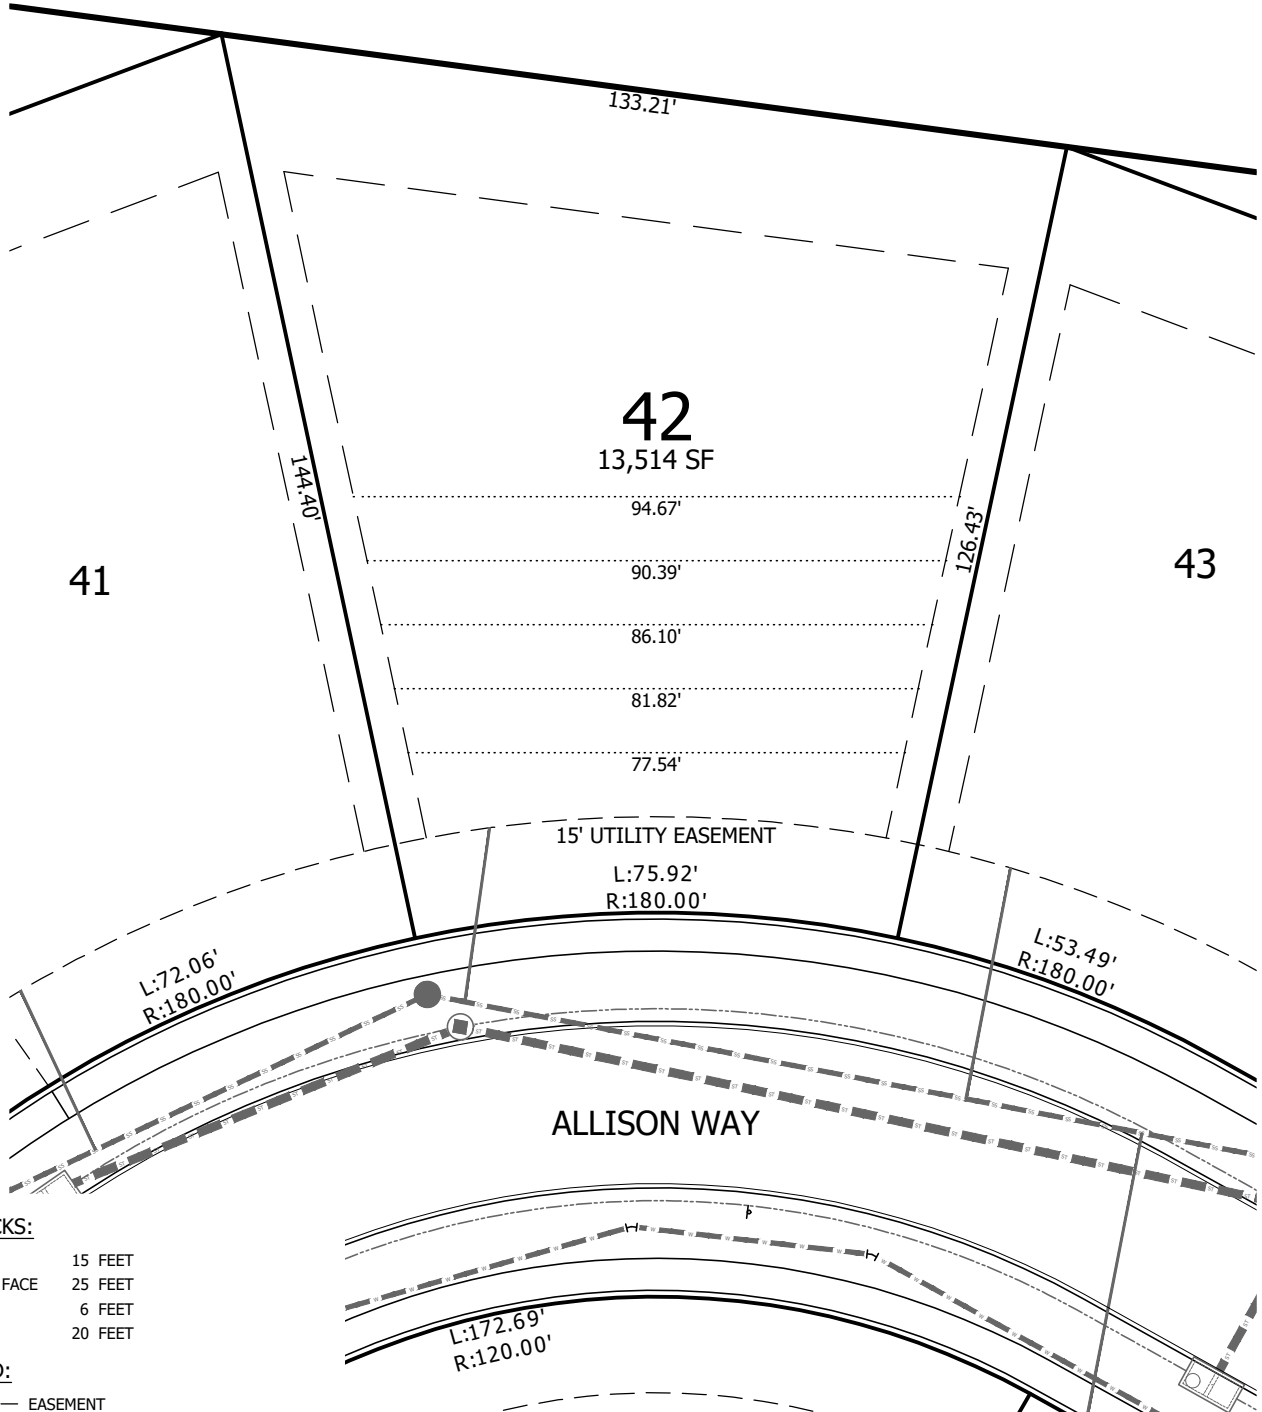 133.21'
42
13,514 SF
144.40'
94.67'
126.43'
90.39'
41
43
86.10'
81.82'
77.54'
15' UTILITY EASEMENT
L:75.92'
R:180.00'
L:72.06'
R:180.00'
L:53.49'
R:180.00'
ALLISON WAY
CKS:
15 FEET
FACE 25 FEET
6 FEET
20 FEET
L:172.69'
R:120.00'
D:
EASEMENT